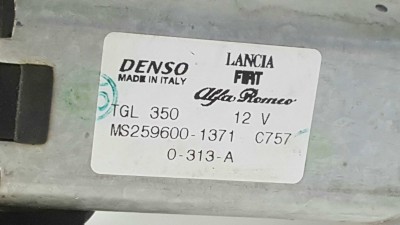 DENSO
MADE IN ITALY
LANCIA
FIAT
Alfa Romeo
TGL 350 12 V
MS259600-1371 C757
0-313-A